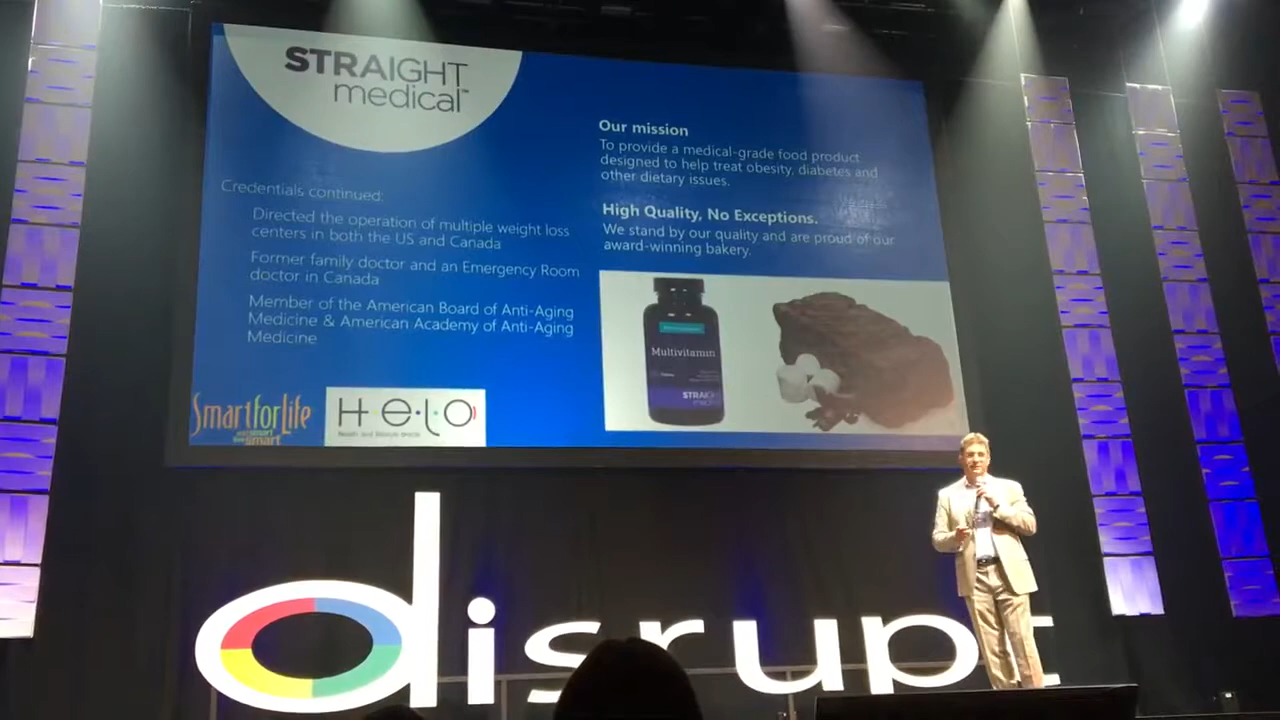 STRAIGHT
medical™
Credentials continued:
Directed the operation of multiple weight loss
centers in both the US and Canada
Former family doctor and an Emergency Room
doctor in Canada
Member of the American Board of Anti-Aging
Medicine & American Academy of Anti-Aging
Medicine
SmartforLife
H•e•l•o
Our mission
To provide a medical-grade food product
designed to help treat obesity, diabetes and
other dietary issues.
High Quality, No Exceptions.
We stand by our quality and are proud of our
award-winning bakery.
Multivitamin
STRAIGHT
disrupt